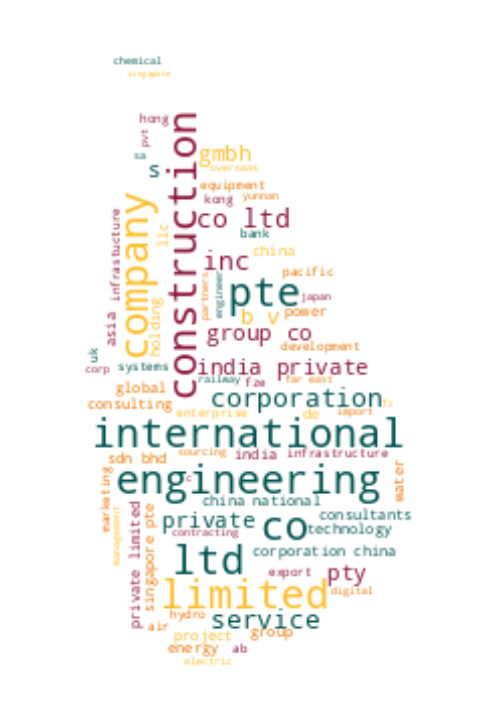 chemical
singapore
hong
pvt
construction
sa
s
gmbh
overseas
equipment
company
kong
yunnan
infrastucture
co ltd
llc
bank
china
inc
pacific
partners
engineer
pte
japan
holding
b v
power
asia
group co
development
uk
corp
systems
india private
railway
fze
far east
global
corporation
consulting
enterprise
de
import
fc
international
sourcing
india infrastructure
sdn bhd
water
marketing
engineering
c
china national
management
private limited
singapore pte
private
co
consultants
technology
contracting
ltd
corporation china
export
pty
limited
digital
hydro
service
air
project
group
energy
ab
electric